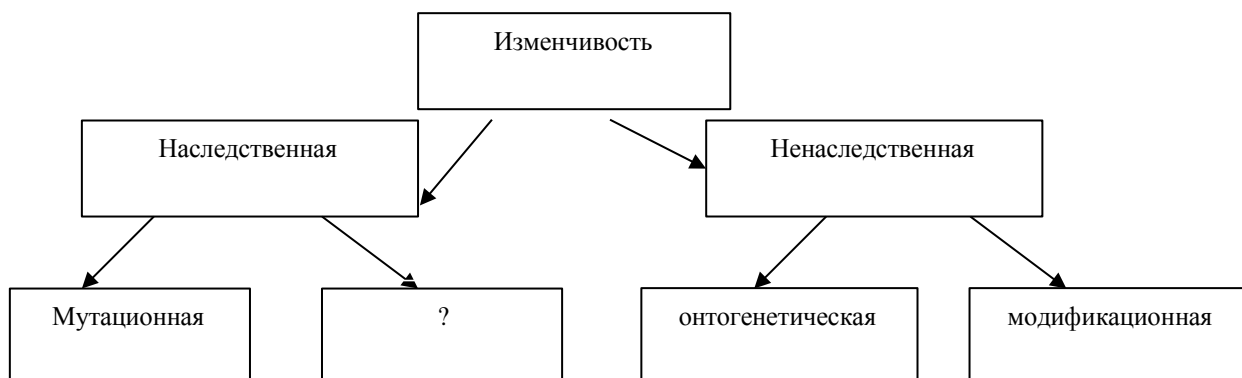 Изменчивость
Наследственная
Ненаследственная
Мутационная
?
онтогенетическая
модификационная